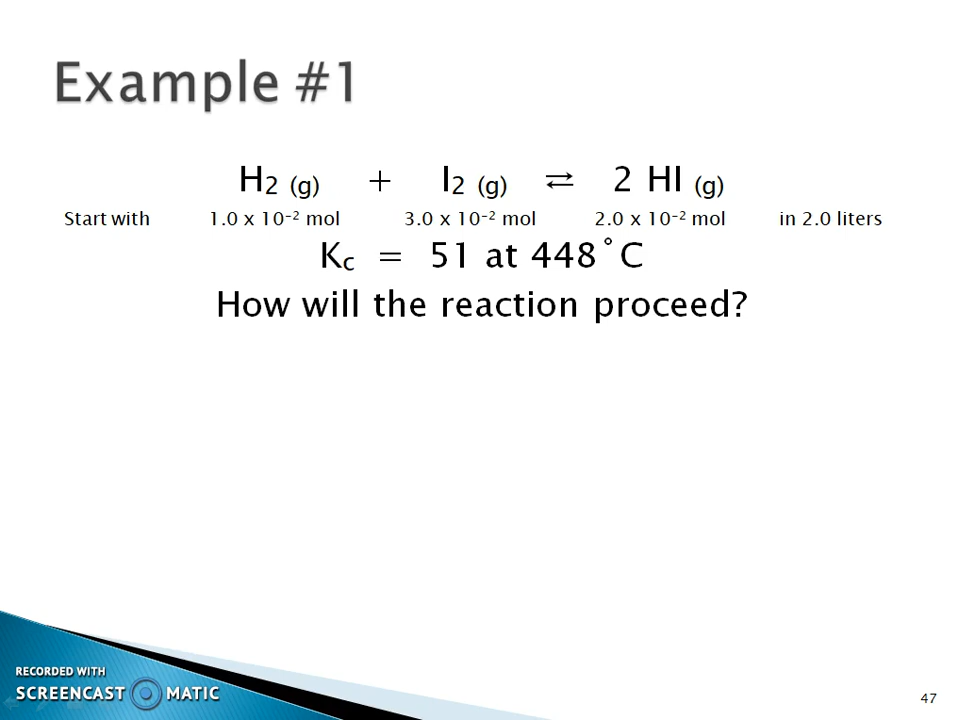 Example #1
H₂ (g) + I₂ (g) ⇄ 2 HI (g)
Start with 1.0 x 10⁻² mol 3.0 x 10⁻² mol 2.0 x 10⁻² mol in 2.0 liters
Kc = 51 at 448˚C
How will the reaction proceed?
RECORDED WITH
SCREENCAST MATIC
47